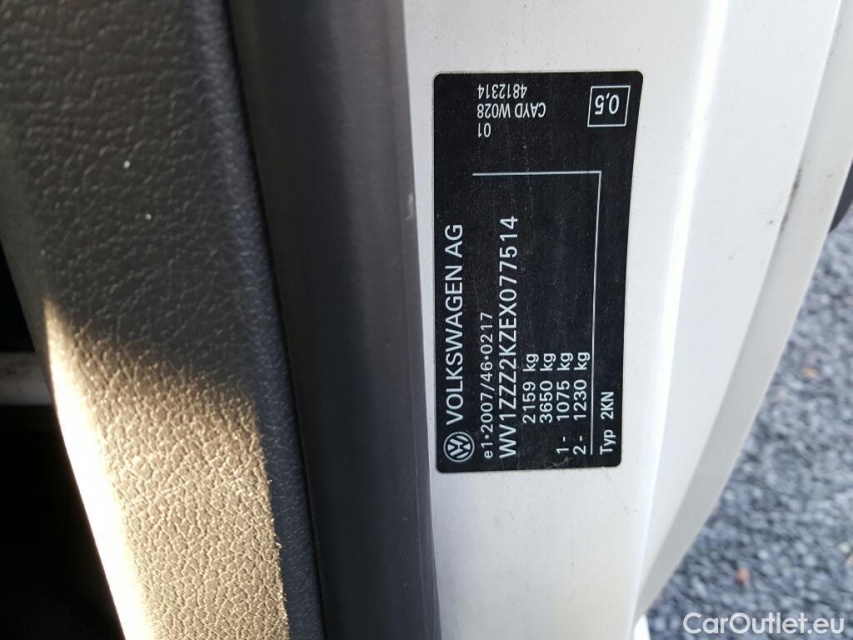 VOLKSWAGEN AG
e1*2007/46*0217
WV1ZZZ2KZEX077514
2159 kg
3650 kg
1 - 1075 kg
2 - 1230 kg
Typ 2KN
01
CAYD W028
4812314
0,5
CarOutlet.eu